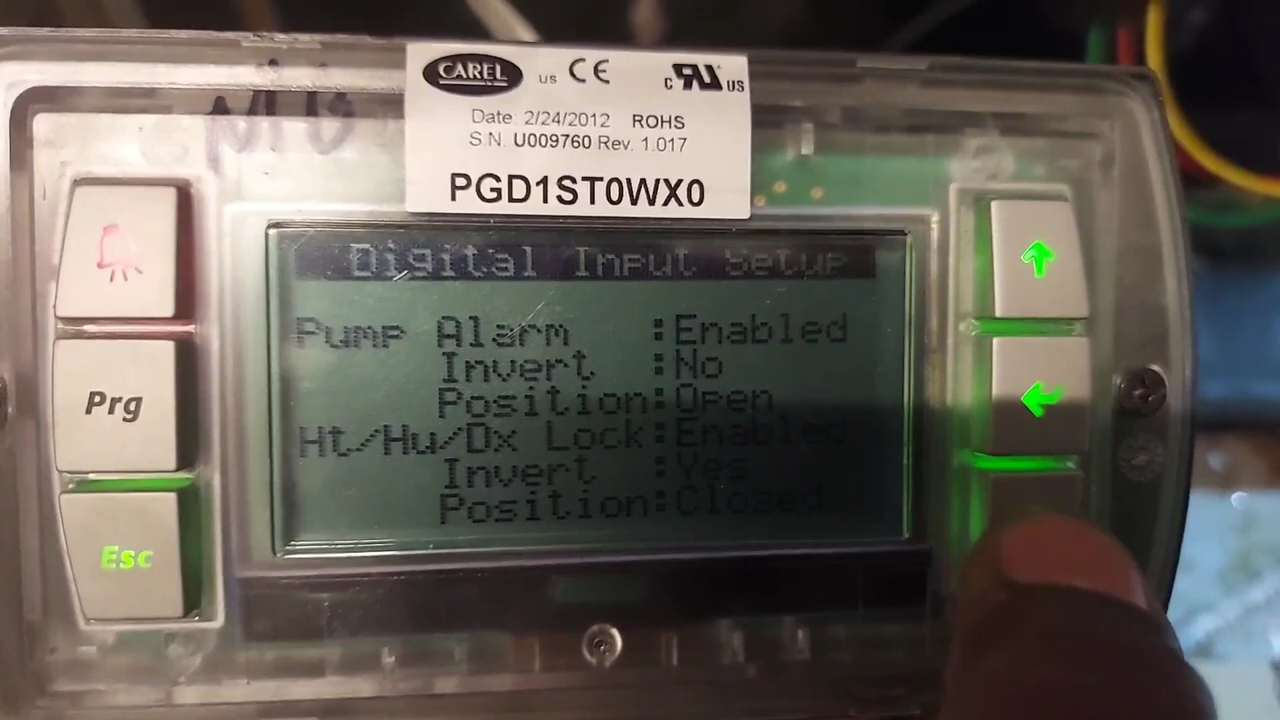 CAREL
us CE
c RU US
Date: 2/24/2012 ROHS
S.N. U009760 Rev. 1.017
PGD1ST0WX0
Digital Input Setup
Pump Alarm :Enabled
Invert :No
Position:Open
Ht/Hu/Dx Lock:Enabled
Invert :Yes
Position:Closed
Prg
Esc